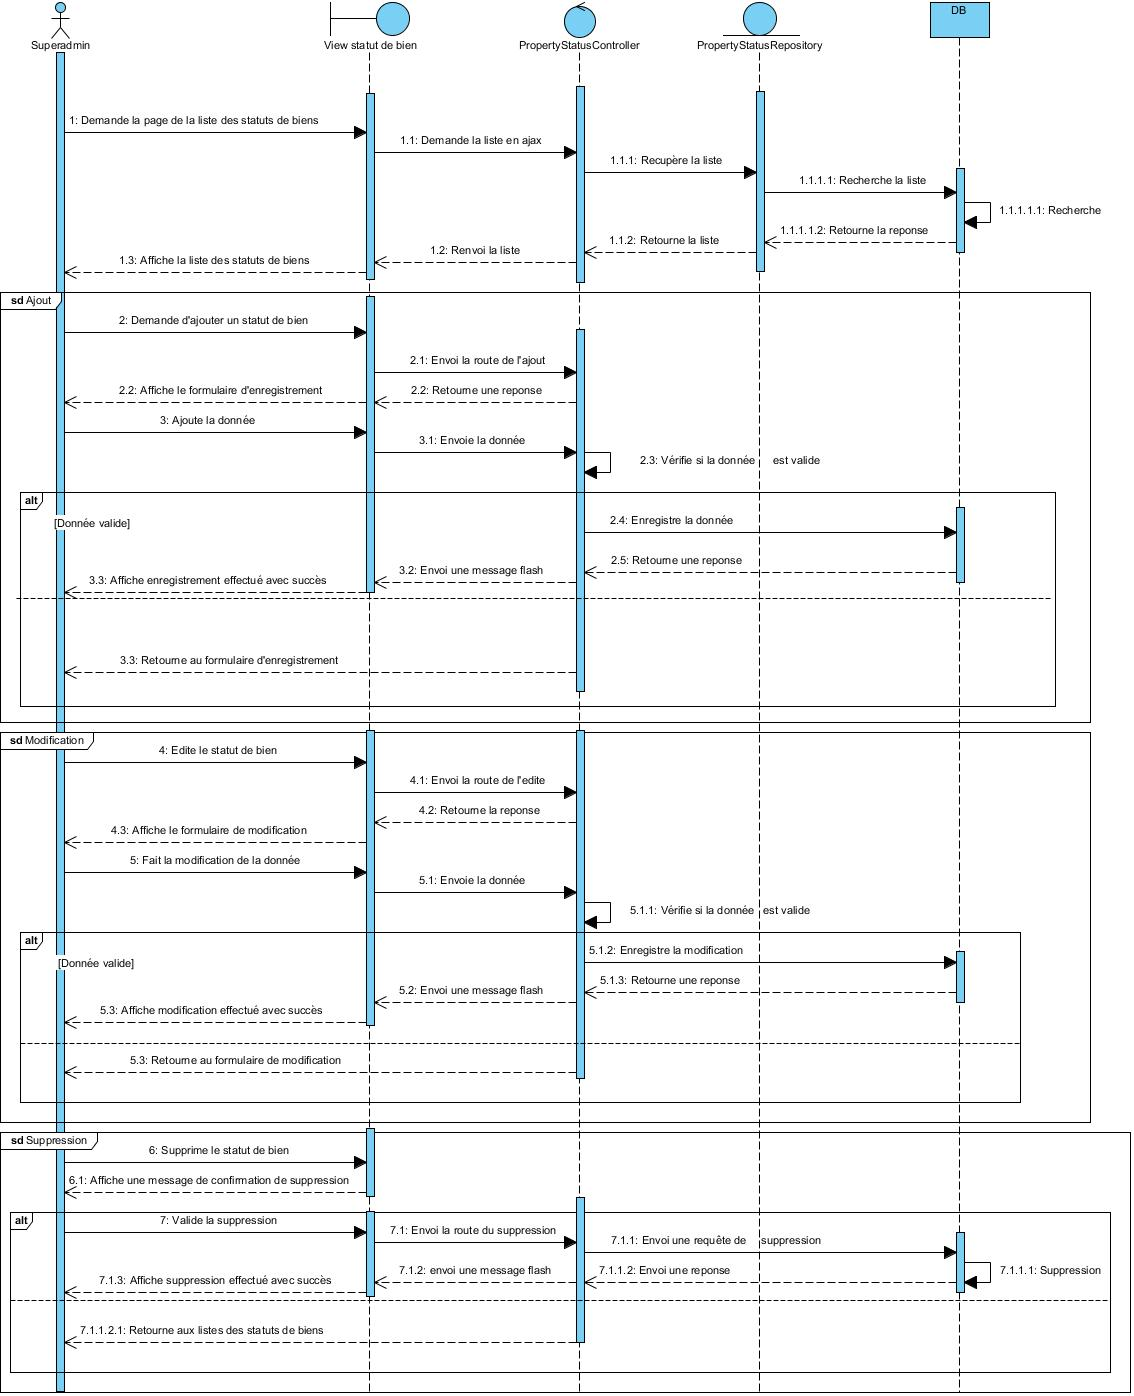 Superadmin
View statut de bien
PropertyStatusController
PropertyStatusRepository
DB
1: Demande la page de la liste des statuts de biens
1.1: Demande la liste en ajax
1.1.1: Recupère la liste
1.1.1.1: Recherche la liste
1.1.1.1.1: Recherche
1.1.1.1.2: Retourne la reponse
1.1.2: Retourne la liste
1.2: Renvoi la liste
1.3: Affiche la liste des statuts de biens
sd Ajout
2: Demande d'ajouter un statut de bien
2.1: Envoi la route de l'ajout
2.2: Affiche le formulaire d'enregistrement
2.2: Retourne une reponse
3: Ajoute la donnée
3.1: Envoie la donnée
2.3: Vérifie si la donnée est valide
alt
[Donnée valide]
2.4: Enregistre la donnée
2.5: Retourne une reponse
3.2: Envoi une message flash
3.3: Affiche enregistrement effectué avec succès
3.3: Retourne au formulaire d'enregistrement
sd Modification
4: Edite le statut de bien
4.1: Envoi la route de l'edite
4.2: Retourne la reponse
4.3: Affiche le formulaire de modification
5: Fait la modification de la donnée
5.1: Envoie la donnée
5.1.1: Vérifie si la donnée est valide
alt
[Donnée valide]
5.1.2: Enregistre la modification
5.1.3: Retourne une reponse
5.2: Envoi une message flash
5.3: Affiche modification effectué avec succès
5.3: Retourne au formulaire de modification
sd Suppression
6: Supprime le statut de bien
6.1: Affiche une message de confirmation de suppression
alt
7: Valide la suppression
7.1: Envoi la route du suppression
7.1.1: Envoi une requête de suppression
7.1.1.1: Suppression
7.1.1.2: Envoi une reponse
7.1.2: envoi une message flash
7.1.3: Affiche suppression effectué avec succès
7.1.1.2.1: Retourne aux listes des statuts de biens